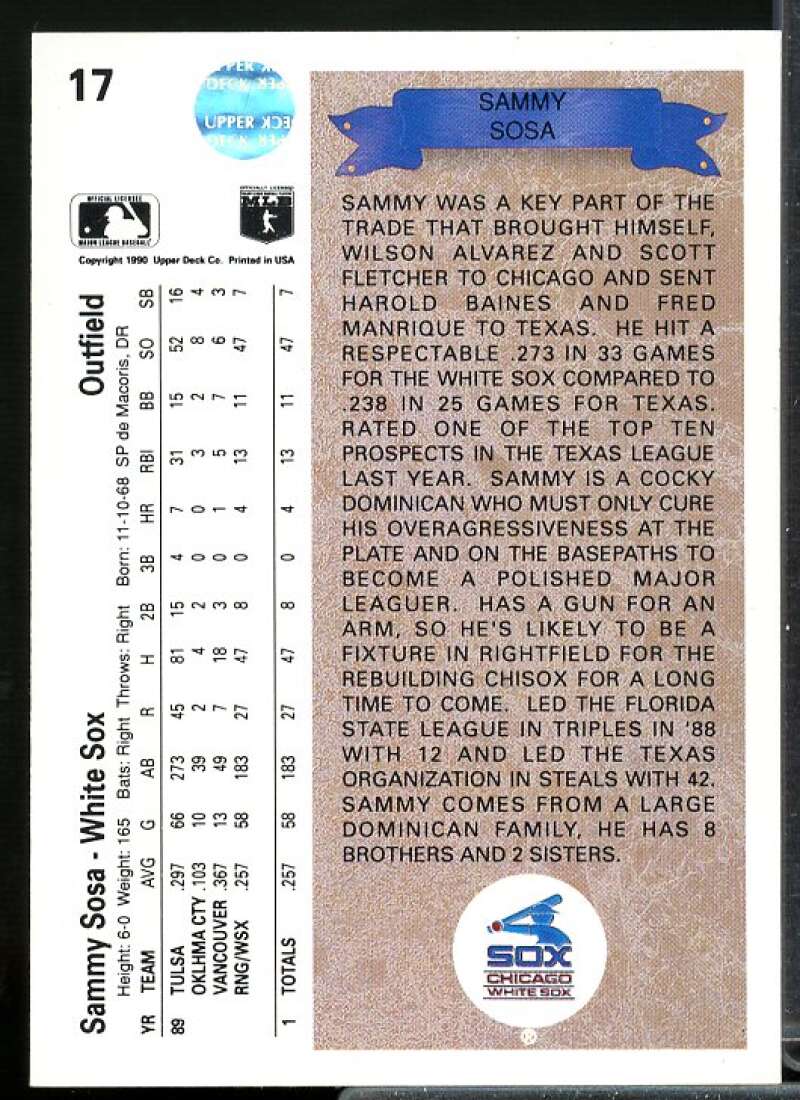 17
UPPER DECK
UPPER DECK
SAMMY
SOSA
OFFICIAL LICENSEE
MAJOR LEAGUE BASEBALL
MLB
Copyright 1990 Upper Deck Co. Printed in USA
Sammy Sosa - White Sox Outfield
Height: 6-0 Weight: 165 Bats: Right Throws: Right Born: 11-10-68 SP de Macoris, DR
YR TEAM AVG G AB R H 2B 3B HR RBI BB SO SB
89 TULSA .297 66 273 45 81 15 4 7 31 15 52 16
OKLHMA CTY .103 10 39 2 4 2 0 0 3 2 8 4
VANCOUVER .367 13 49 7 18 3 0 1 5 7 6 3
RNG/WSX .257 58 183 27 47 8 0 4 13 11 47 7
1 TOTALS .257 58 183 27 47 8 0 4 13 11 47 7
SAMMY WAS A KEY PART OF THE
TRADE THAT BROUGHT HIMSELF,
WILSON ALVAREZ AND SCOTT
FLETCHER TO CHICAGO AND SENT
HAROLD BAINES AND FRED
MANRIQUE TO TEXAS. HE HIT A
RESPECTABLE .273 IN 33 GAMES
FOR THE WHITE SOX COMPARED TO
.238 IN 25 GAMES FOR TEXAS.
RATED ONE OF THE TOP TEN
PROSPECTS IN THE TEXAS LEAGUE
LAST YEAR. SAMMY IS A COCKY
DOMINICAN WHO MUST ONLY CURE
HIS OVERAGRESSIVENESS AT THE
PLATE AND ON THE BASEPATHS TO
BECOME A POLISHED MAJOR
LEAGUER. HAS A GUN FOR AN
ARM, SO HE'S LIKELY TO BE A
FIXTURE IN RIGHTFIELD FOR THE
REBUILDING CHISOX FOR A LONG
TIME TO COME. LED THE FLORIDA
STATE LEAGUE IN TRIPLES IN '88
WITH 12 AND LED THE TEXAS
ORGANIZATION IN STEALS WITH 42.
SAMMY COMES FROM A LARGE
DOMINICAN FAMILY, HE HAS 8
BROTHERS AND 2 SISTERS.
SOX
CHICAGO
WHITE SOX